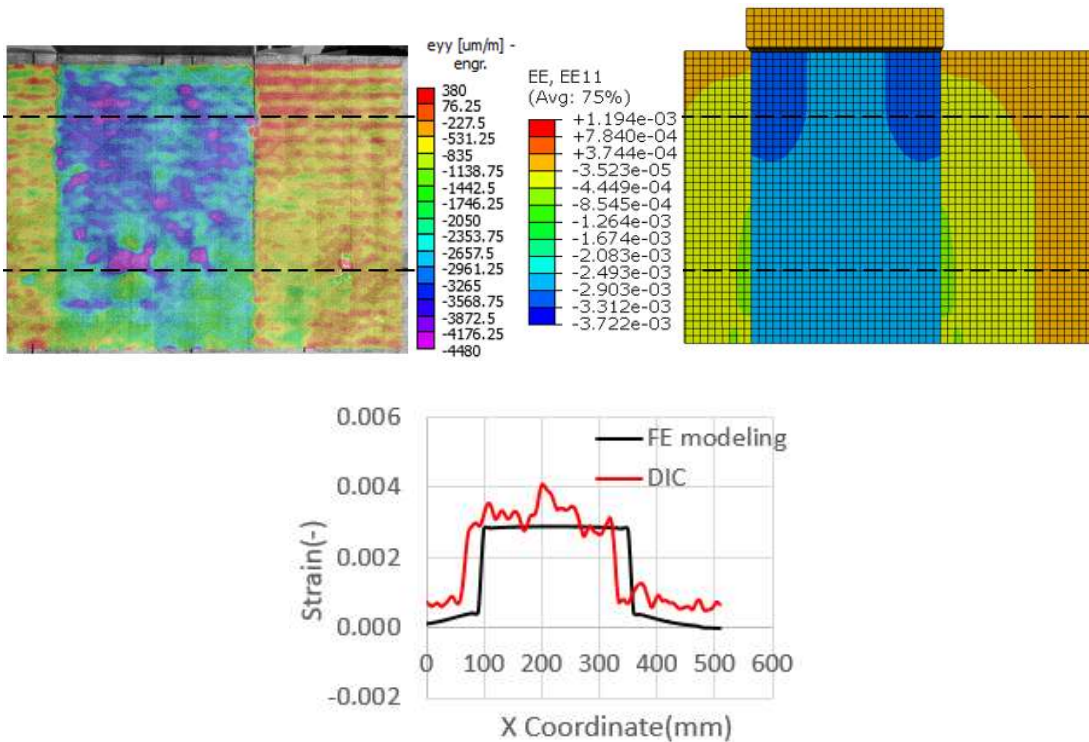 eyy [um/m] -
engr.
380
76.25
-227.5
-531.25
-835
-1138.75
-1442.5
-1746.25
-2050
-2353.75
-2657.5
-2961.25
-3265
-3568.75
-3872.5
-4176.25
-4480
EE, EE11
(Avg: 75%)
+1.194e-03
+7.840e-04
+3.744e-04
-3.523e-05
-4.449e-04
-8.545e-04
-1.264e-03
-1.674e-03
-2.083e-03
-2.493e-03
-2.903e-03
-3.312e-03
-3.722e-03
0.006
0.004
0.002
0.000
-0.002
Strain(-)
FE modeling
DIC
0 100 200 300 400 500 600
X Coordinate(mm)